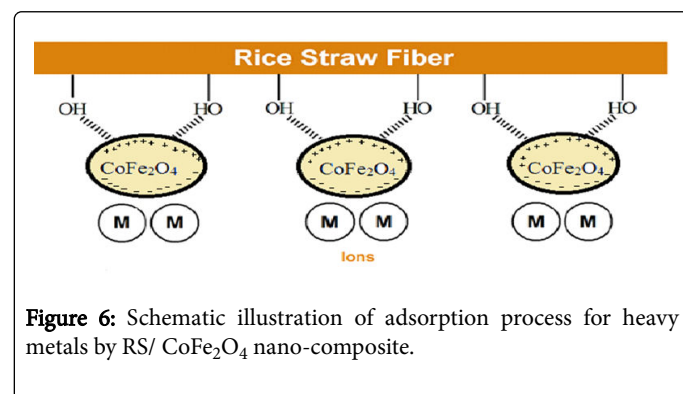 Rice Straw Fiber
OH HO OH HO OH HO
CoFe₂O₄ CoFe₂O₄ CoFe₂O₄
M M M M M M
Ions
Figure 6: Schematic illustration of adsorption process for heavy
metals by RS/ CoFe₂O₄ nano-composite.